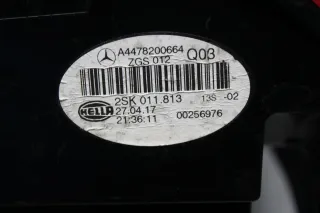 A4478200664 Q03
ZGS 012
2SK 011.813 13S -02
HELLA 27.04.17
21:36:11 00256976